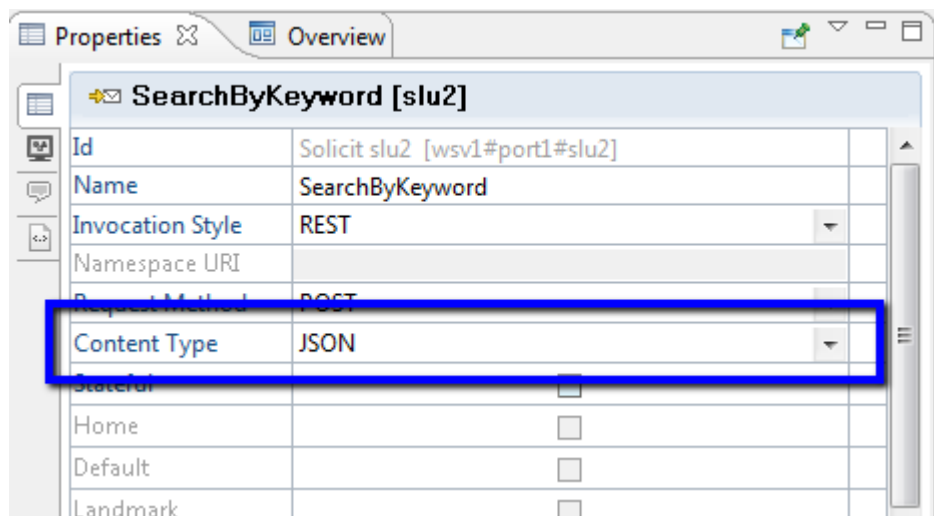 Properties Overview
SearchByKeyword [slu2]
Id Solicit slu2 [wsv1#port1#slu2]
Name SearchByKeyword
Invocation Style REST
Namespace URI
Request Method POST
Content Type JSON
Stateful
Home
Default
Landmark